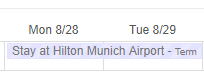 Mon 8/28 Tue 8/29
Stay at Hilton Munich Airport - Term